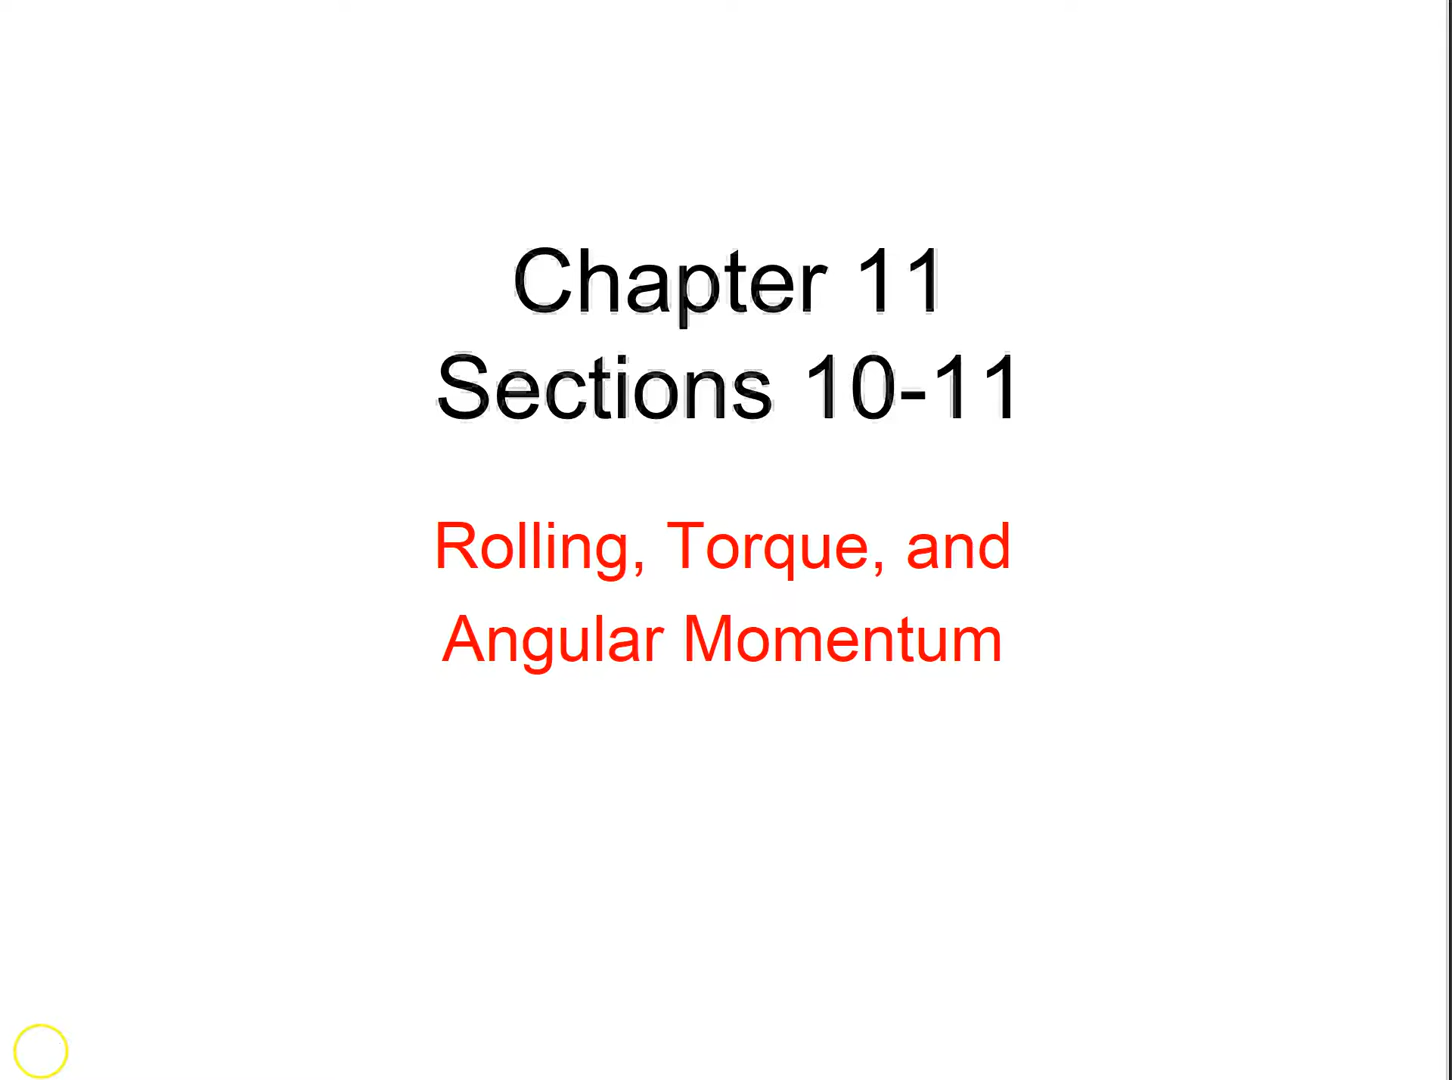 Chapter 11
Sections 10-11
Rolling, Torque, and
Angular Momentum